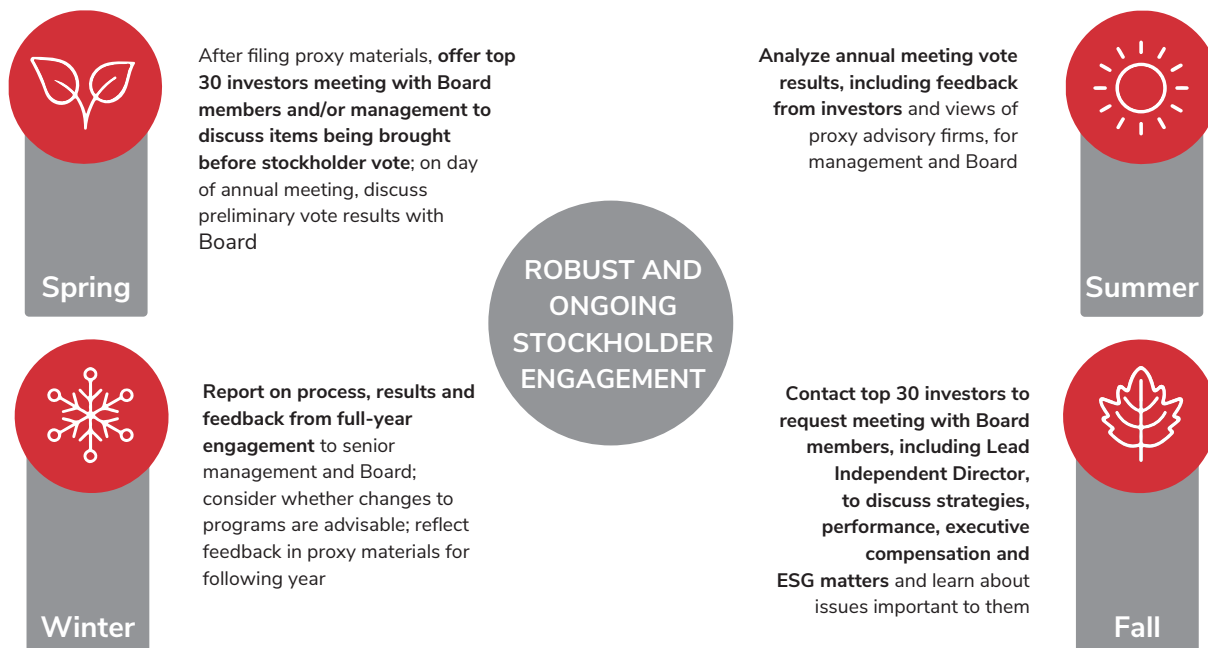 After filing proxy materials, offer top
30 investors meeting with Board
members and/or management to
discuss items being brought
before stockholder vote; on day
of annual meeting, discuss
preliminary vote results with
Board
Spring
Analyze annual meeting vote
results, including feedback
from investors and views of
proxy advisory firms, for
management and Board
Summer
ROBUST AND
ONGOING
STOCKHOLDER
ENGAGEMENT
Report on process, results and
feedback from full-year
engagement to senior
management and Board;
consider whether changes to
programs are advisable; reflect
feedback in proxy materials for
following year
Winter
Contact top 30 investors to
request meeting with Board
members, including Lead
Independent Director,
to discuss strategies,
performance, executive
compensation and
ESG matters and learn about
issues important to them
Fall